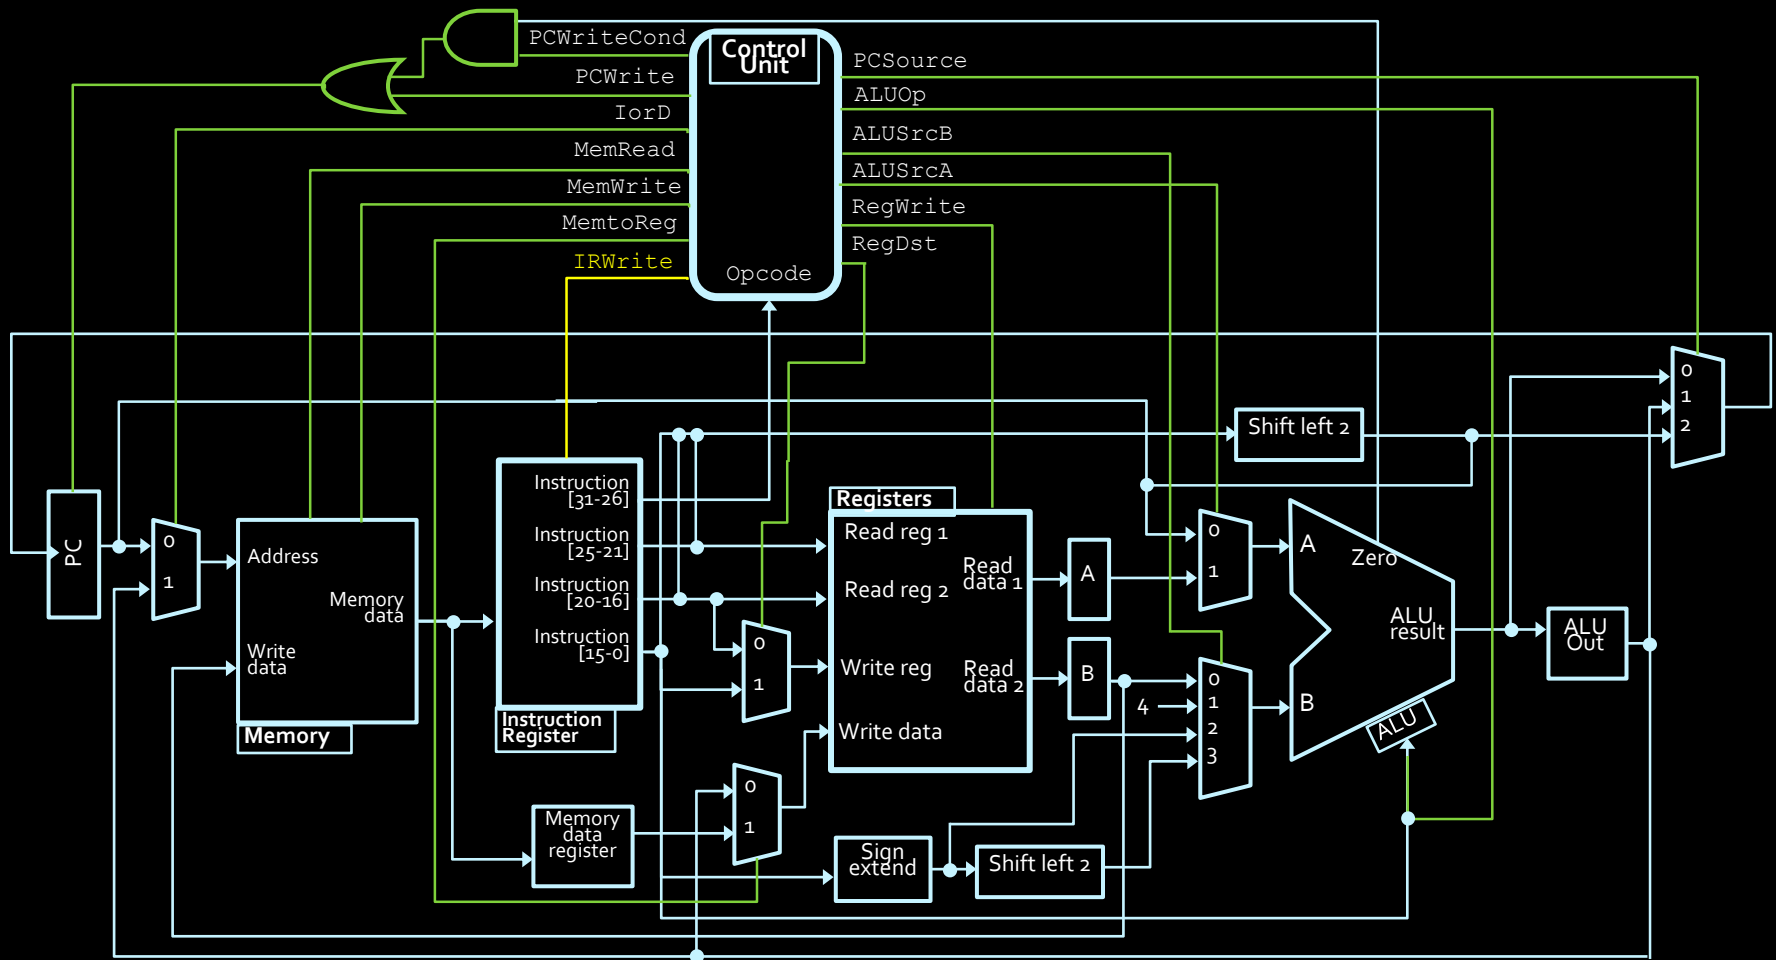 PCWriteCond
Control
Unit
PCSource
PCWrite
ALUOp
IorD
ALUSrcB
MemRead
ALUSrcA
MemWrite
RegWrite
MemtoReg
RegDst
IRWrite
Opcode
0
1
2
Shift left 2
Instruction
[31-26]
Registers
PC
0
1
Address
Memory
data
Write
data
Memory
Instruction
[25-21]
Instruction
[20-16]
Instruction
[15-0]
Instruction
Register
0
1
Read reg 1
Read reg 2
Write reg
Write data
Read
data 1
Read
data 2
A
B
0
1
4
0
1
2
3
A
Zero
B
ALU
result
ALU
ALU
Out
0
1
Memory
data
register
Sign
extend
Shift left 2